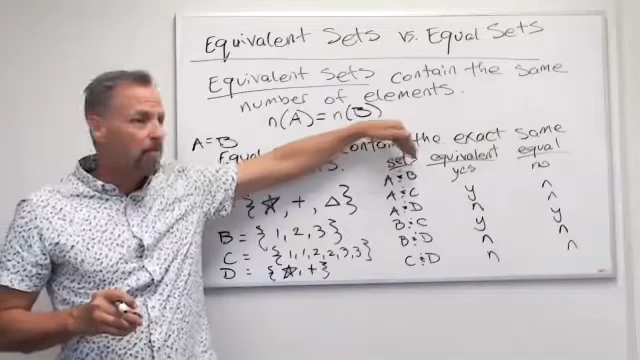 Equivalent Sets vs. Equal Sets
Equivalent Sets contain the same
number of elements.
n(A) = n(B)
A=B
Equal contain the exact same
sets equivalent equal
A & B yes no
A & C y n
A & D n n
B & C y y
B & D n n
C & D n n
{☆, +, △}
B = {1, 2, 3}
C = {1, 1, 2, 2, 3, 3}
D = {☆, +}